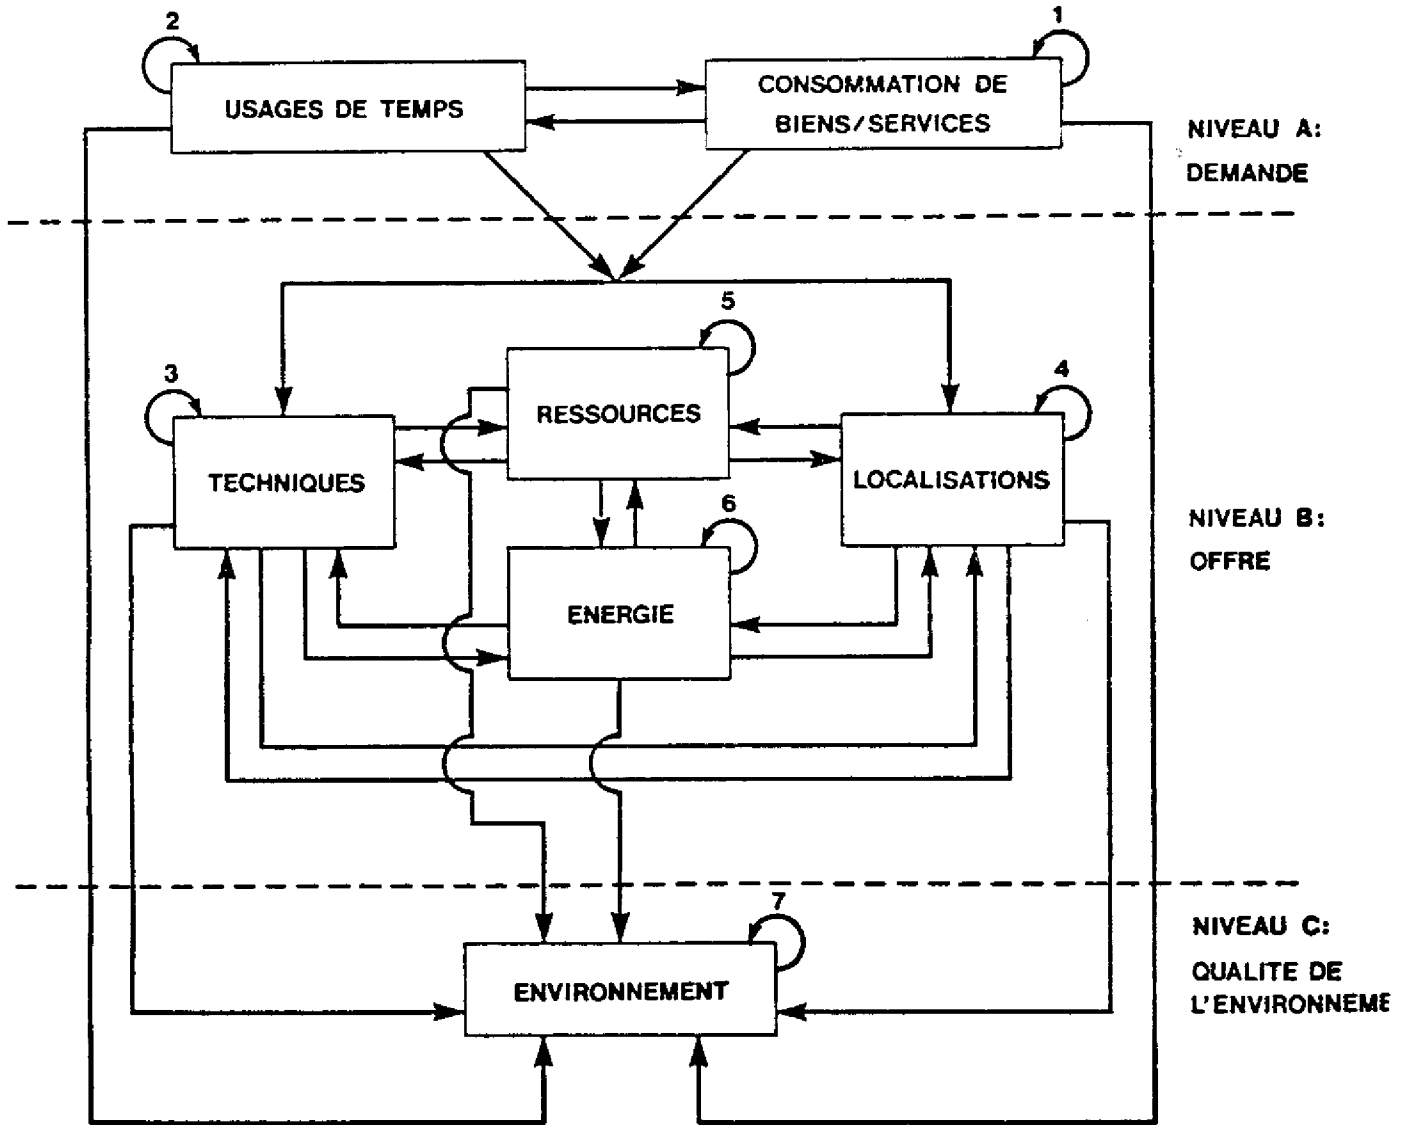 2
1
USAGES DE TEMPS
CONSOMMATION DE
BIENS/SERVICES
NIVEAU A:
DEMANDE
5
3
4
RESSOURCES
TECHNIQUES
LOCALISATIONS
6
NIVEAU B:
OFFRE
ENERGIE
7
NIVEAU C:
QUALITE DE
L'ENVIRONNEME
ENVIRONNEMENT